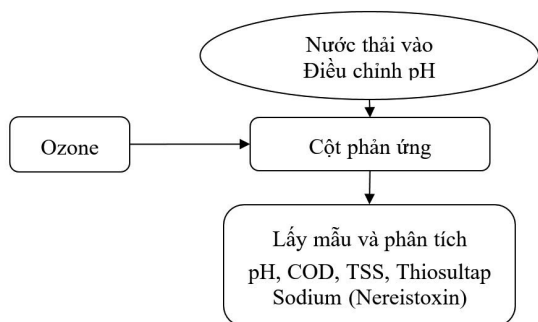 Nước thải vào
Điều chỉnh pH
Ozone
Cột phản ứng
Lấy mẫu và phân tích
pH, COD, TSS, Thiosultap
Sodium (Nereistoxin)